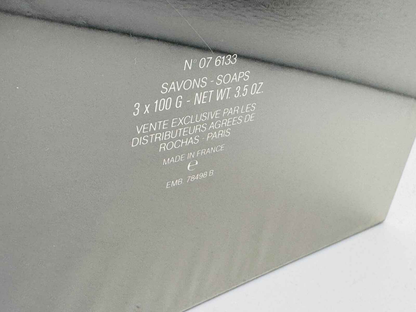 N° 07 6133
SAVONS - SOAPS
3 x 100 G - NET WT. 3.5 OZ.
VENTE EXCLUSIVE PAR LES
DISTRIBUTEURS AGREES DE
ROCHAS PARIS
MADE IN FRANCE
℮
EMB. 78498 B